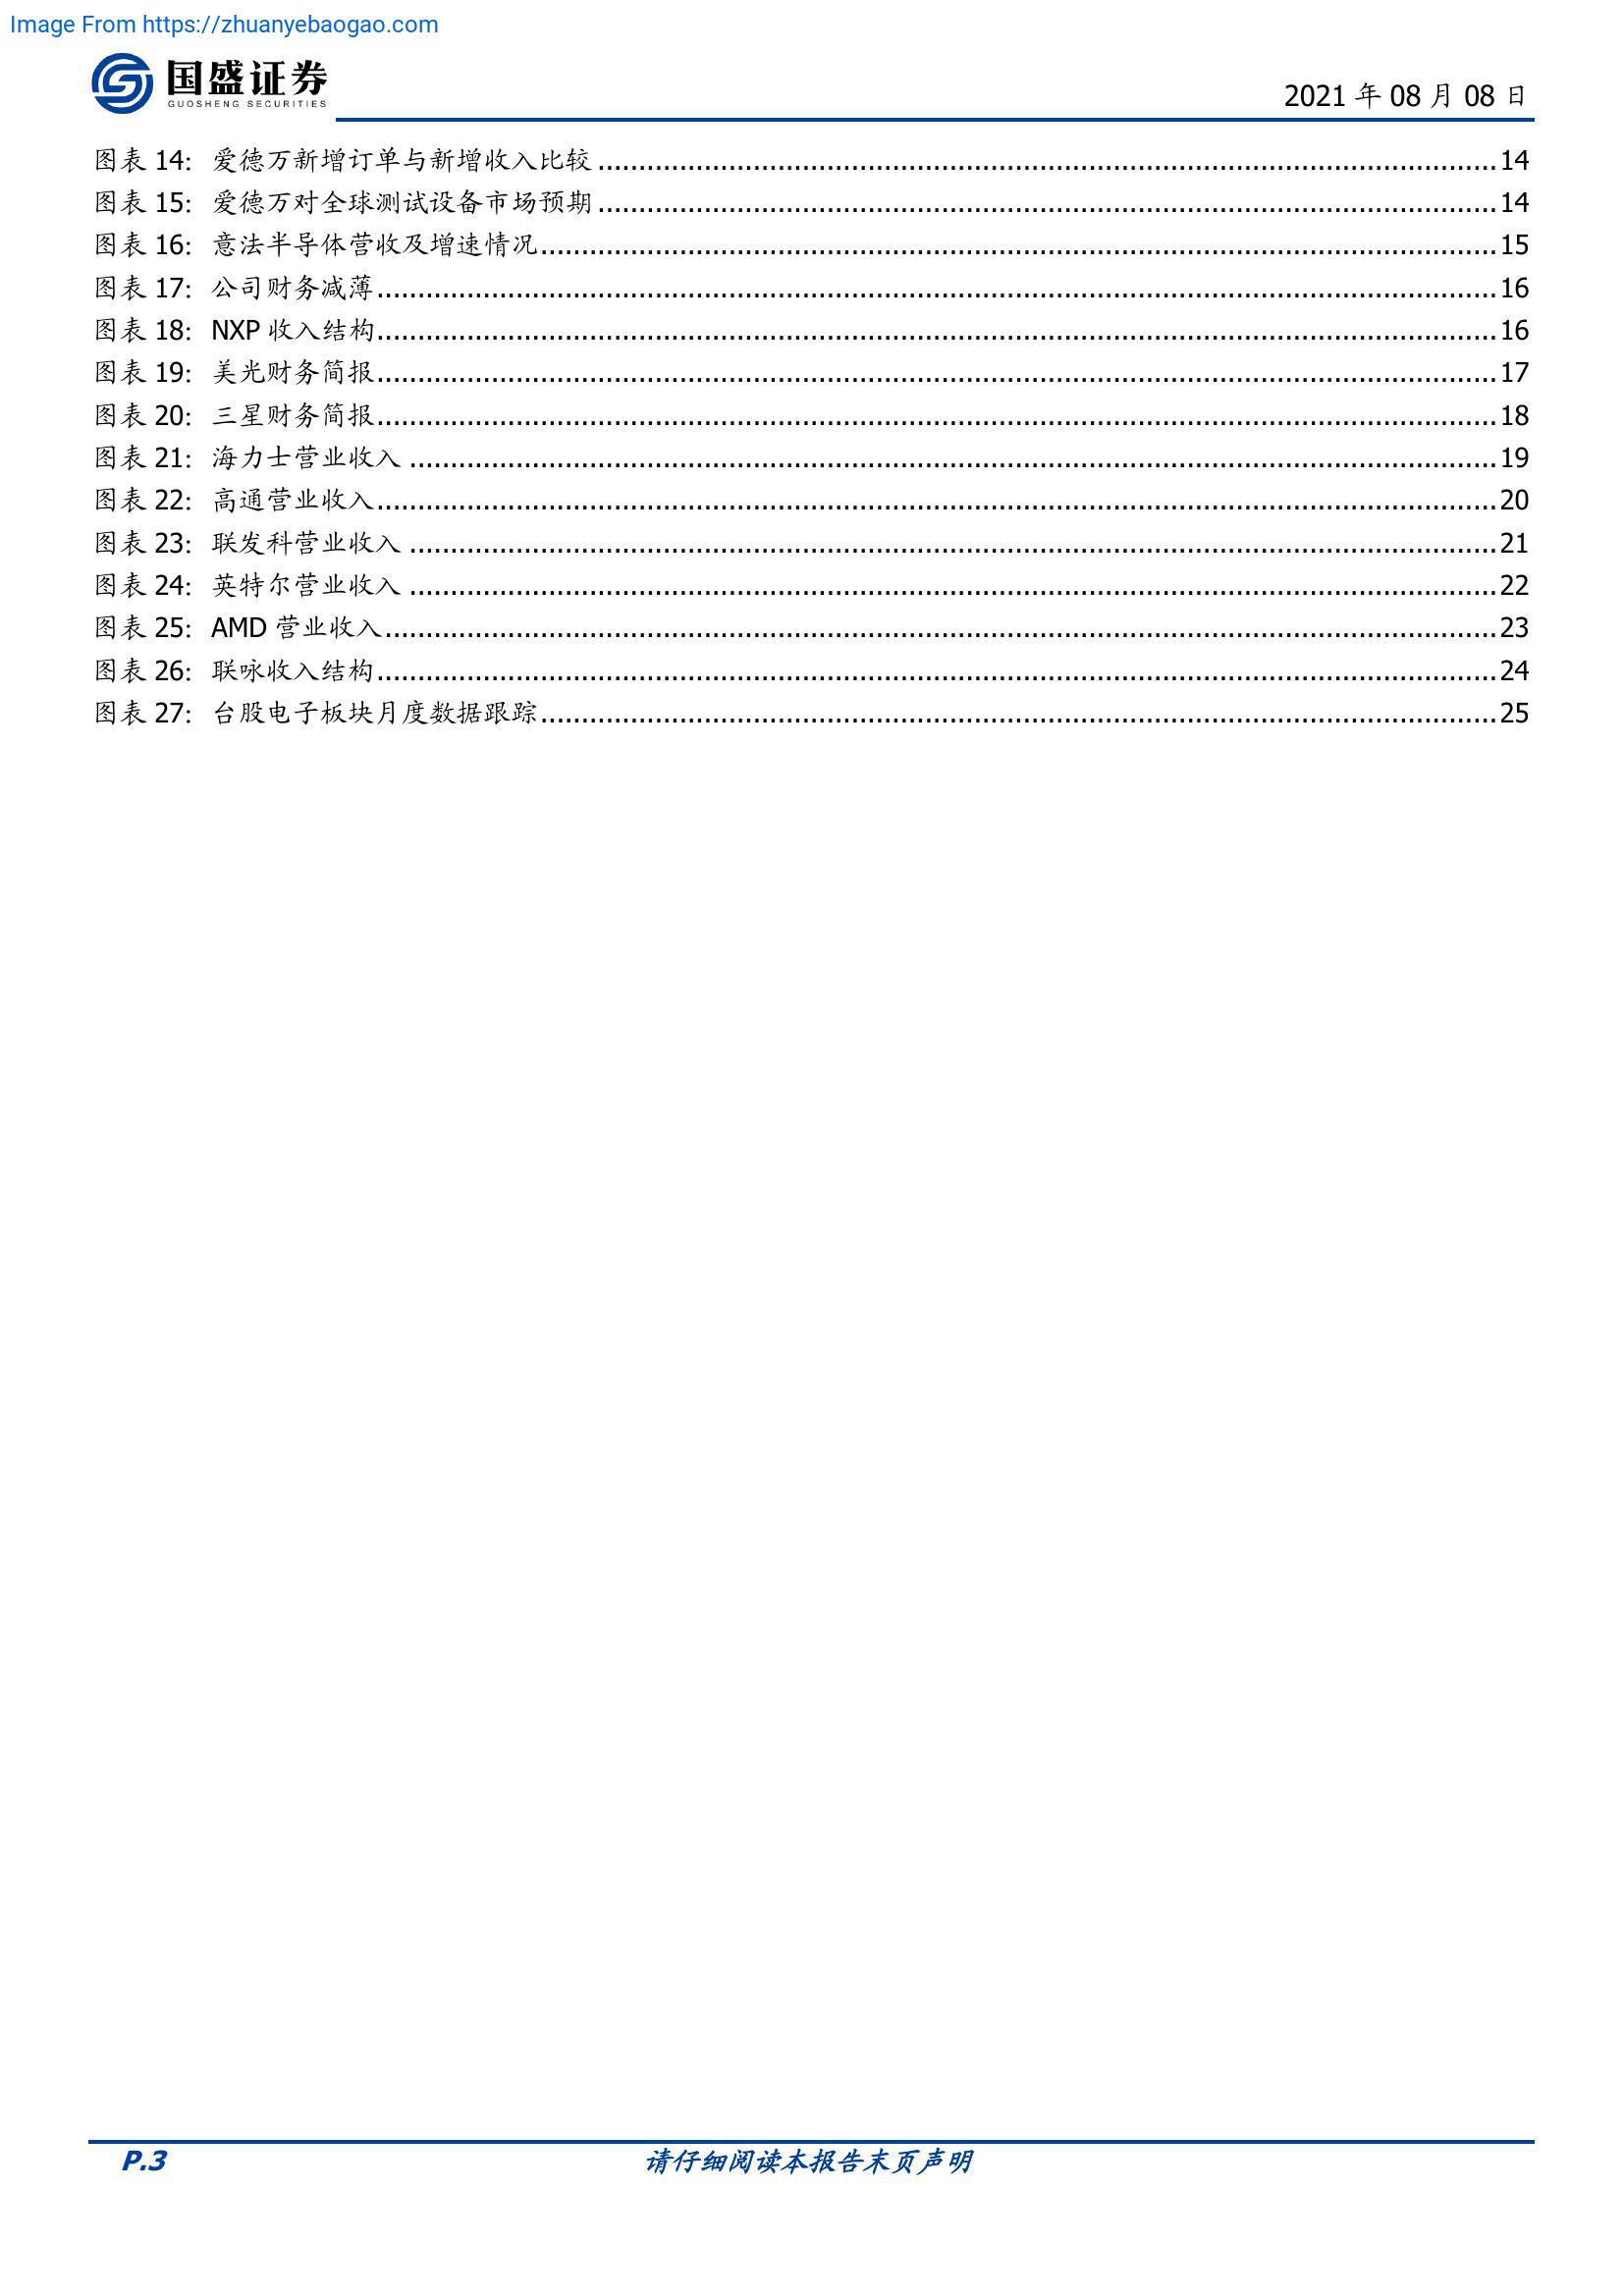 Image From https://zhuanyebaogao.com
国盛证券
GUOSHENG SECURITIES
2021 年 08 月 08 日
图表 14: 爱德万新增订单与新增收入比较 14
图表 15: 爱德万对全球测试设备市场预期 14
图表 16: 意法半导体营收及增速情况 15
图表 17: 公司财务减薄 16
图表 18: NXP 收入结构 16
图表 19: 美光财务简报 17
图表 20: 三星财务简报 18
图表 21: 海力士营业收入 19
图表 22: 高通营业收入 20
图表 23: 联发科营业收入 21
图表 24: 英特尔营业收入 22
图表 25: AMD 营业收入 23
图表 26: 联咏收入结构 24
图表 27: 台股电子板块月度数据跟踪 25
P.3
请仔细阅读本报告末页声明